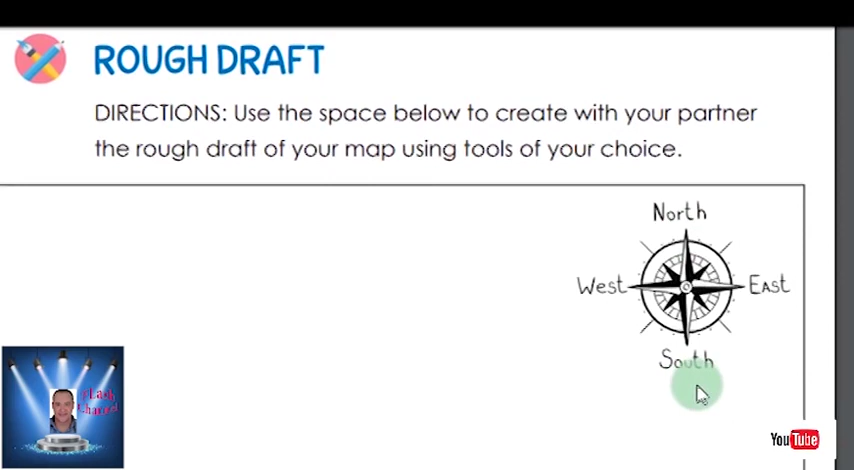 ROUGH DRAFT
DIRECTIONS: Use the space below to create with your partner
the rough draft of your map using tools of your choice.
North
West
East
South
Channel
YouTube